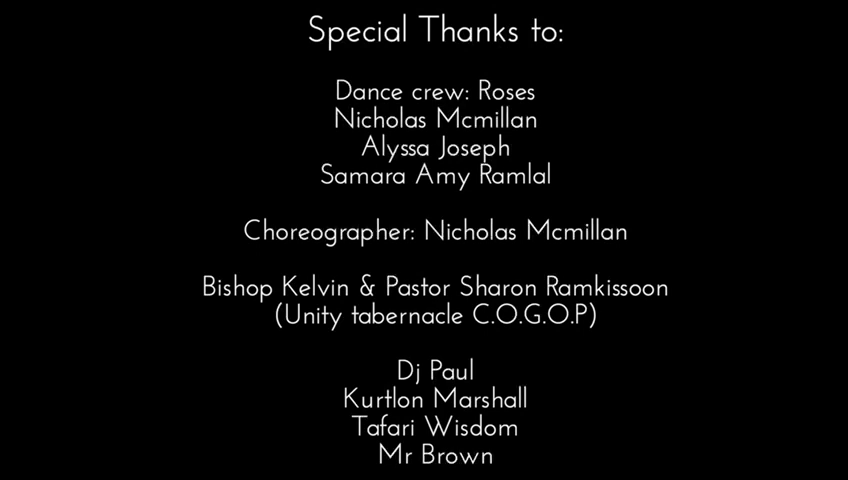 Special Thanks to:
Dance crew: Roses
Nicholas Mcmillan
Alyssa Joseph
Samara Amy Ramlal
Choreographer: Nicholas Mcmillan
Bishop Kelvin & Pastor Sharon Ramkissoon
(Unity tabernacle C.O.G.O.P)
Dj Paul
Kurtlon Marshall
Tafari Wisdom
Mr Brown